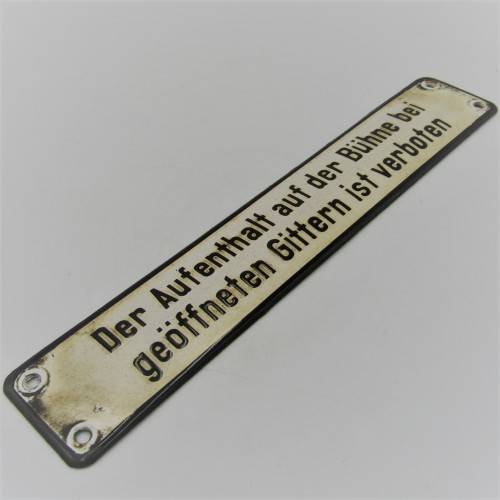 Der Aufenthalt auf der Bühne bei
geöffneten Gittern ist verboten